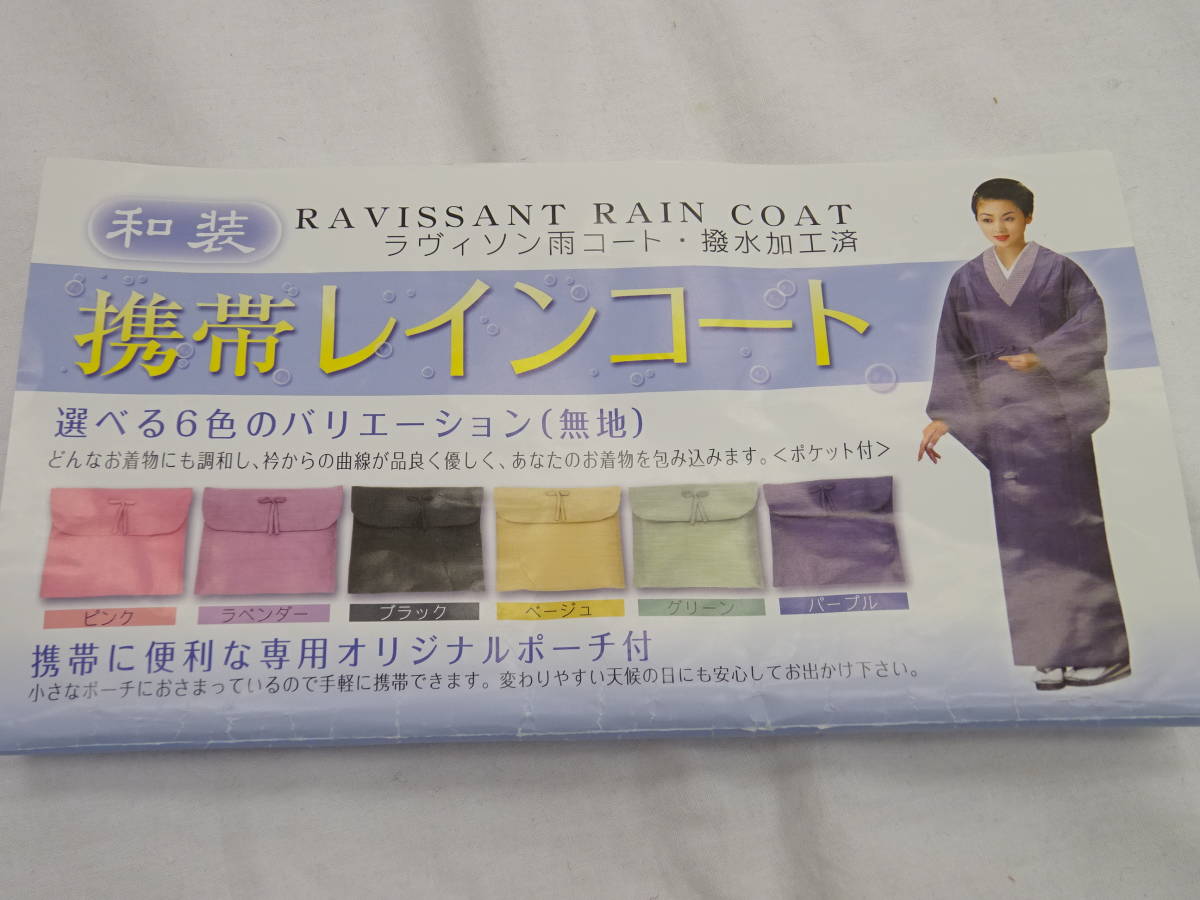 和装
RAVISSANT RAIN COAT
ラヴィソン雨コート・撥水加工済
携帯レインコート
選べる6色のバリエーション(無地)
どんなお着物にも調和し、衿からの曲線が品良く優しく、あなたのお着物を包み込みます。<ポケット付>
ピンク ラベンダー ブラック ベージュ グリーン パープル
携帯に便利な専用オリジナルポーチ付
小さなポーチにおさまっているので手軽に携帯できます。変わりやすい天候の日にも安心してお出かけ下さい。